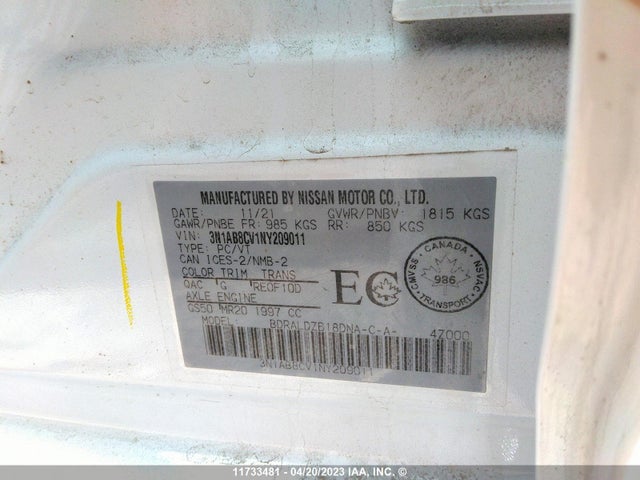 MANUFACTURED BY NISSAN MOTOR CO., LTD.
DATE: 11/21 GVWR/PNBV: 1815 KGS
GAWR/PNBE FR: 985 KGS RR: 850 KGS
VIN: 3N1AB8CV1NY209011
TYPE: PC/VT
CAN ICES-2/NMB-2
COLOR TRIM TRANS
QAC G REOF10D
AXLE ENGINE
GS50 MR20 1997 CC
MODEL BDRALDZB18DNA-C-A- 47000
3N1AB8CV1NY209011
EC
CANADA
CMVSS 986 NSVAC
TRANSPORT
11733481 - 04/20/2023 IAA, INC. ©